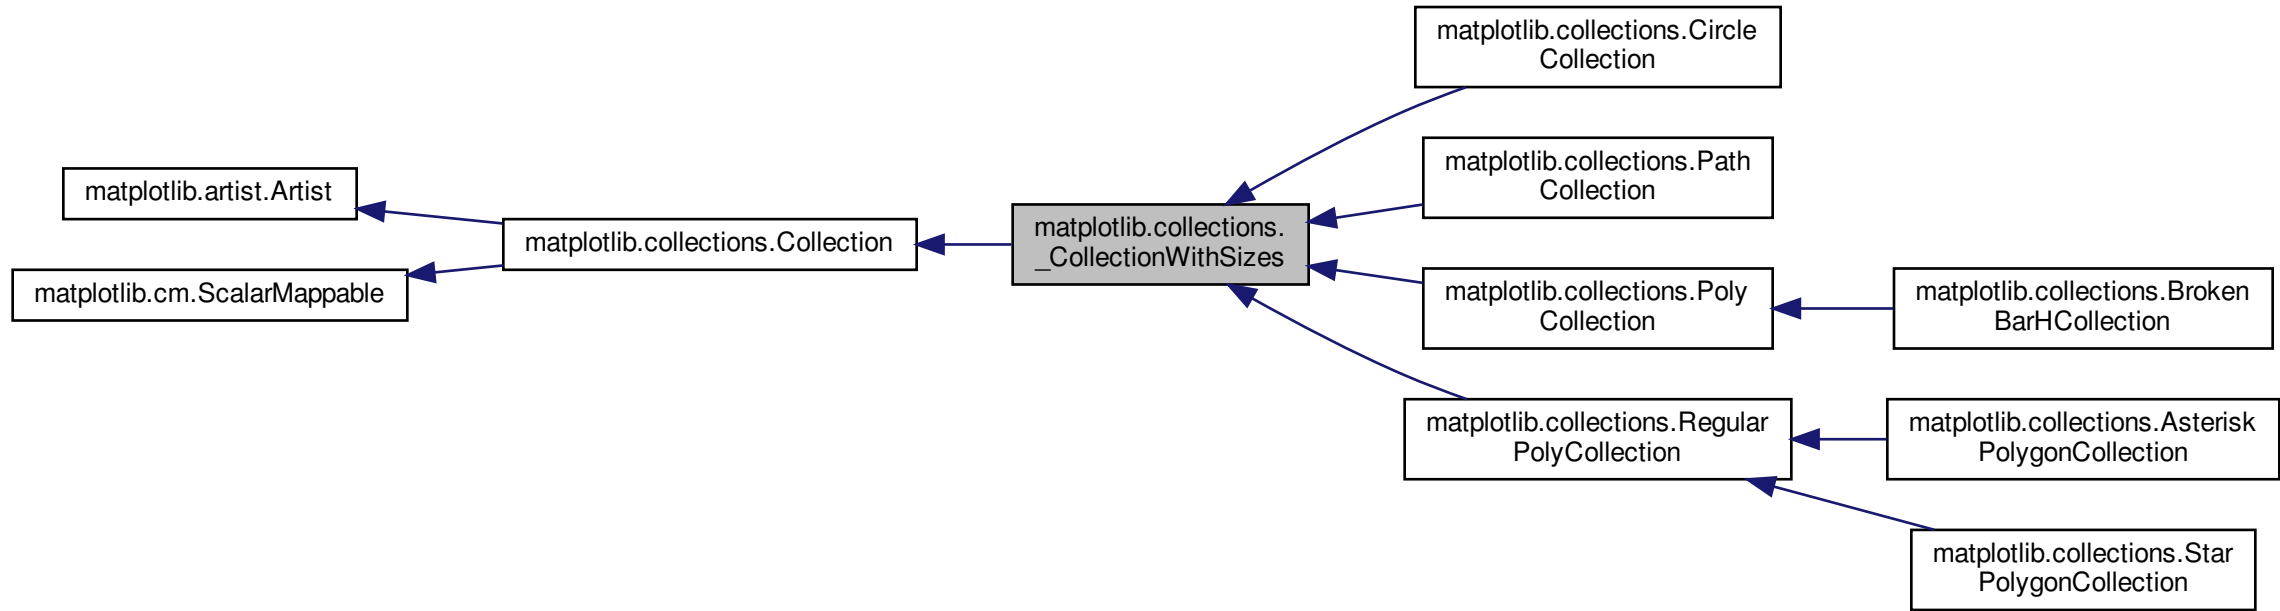 matplotlib.collections.Circle
Collection
matplotlib.collections.Path
Collection
matplotlib.artist.Artist
matplotlib.collections.Collection
matplotlib.cm.ScalarMappable
matplotlib.collections.
_CollectionWithSizes
matplotlib.collections.Poly
Collection
matplotlib.collections.Broken
BarHCollection
matplotlib.collections.Regular
PolyCollection
matplotlib.collections.Asterisk
PolygonCollection
matplotlib.collections.Star
PolygonCollection